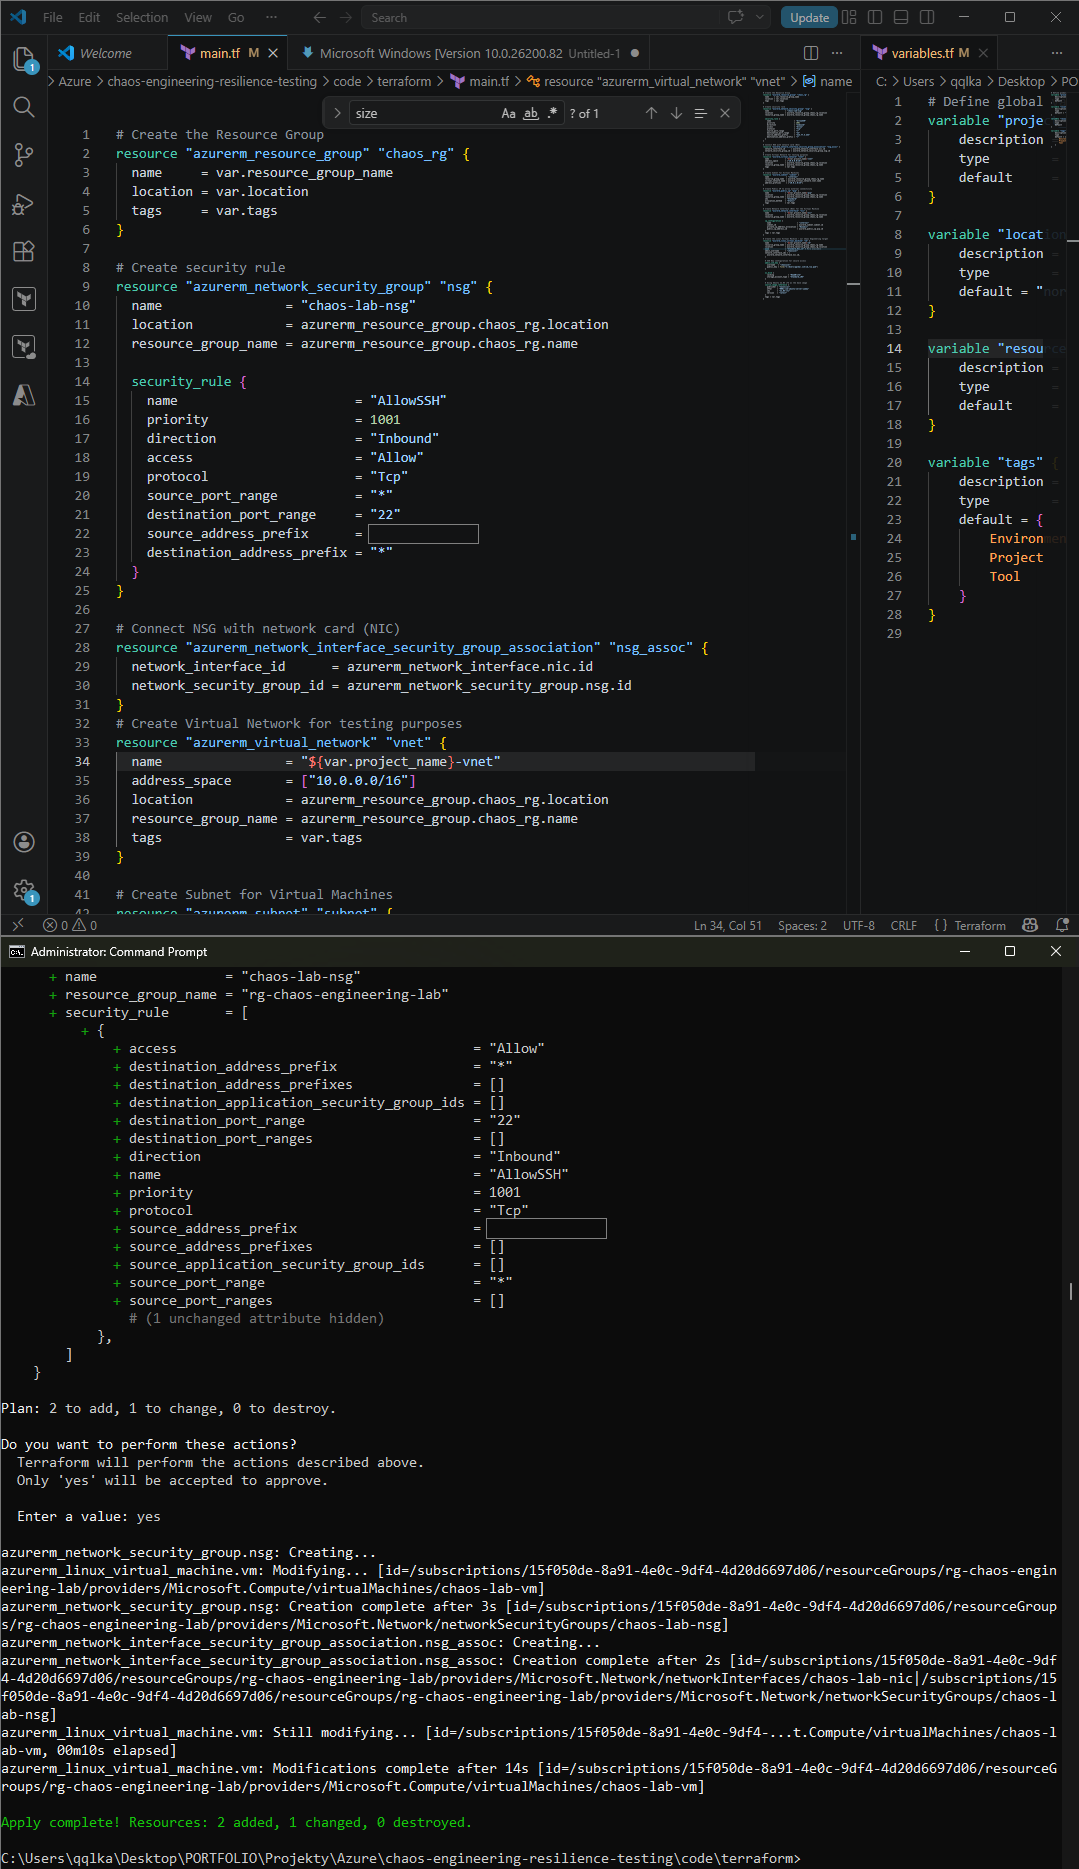 File Edit Selection View Go ··· Search Update
Welcome main.tf M Microsoft Windows [Version 10.0.26200.82 Untitled-1 variables.tf M
Azure > chaos-engineering-resilience-testing > code > terraform > main.tf > resource "azurerm_virtual_network" "vnet" > name
C: > Users > qqlka > Desktop > PO
size Aa ab .* ? of 1
1 # Create the Resource Group
2 resource "azurerm_resource_group" "chaos_rg" {
3 name = var.resource_group_name
4 location = var.location
5 tags = var.tags
6 }
7
8 # Create security rule
9 resource "azurerm_network_security_group" "nsg" {
10 name = "chaos-lab-nsg"
11 location = azurerm_resource_group.chaos_rg.location
12 resource_group_name = azurerm_resource_group.chaos_rg.name
13
14 security_rule {
15 name = "AllowSSH"
16 priority = 1001
17 direction = "Inbound"
18 access = "Allow"
19 protocol = "Tcp"
20 source_port_range = "*"
21 destination_port_range = "22"
22 source_address_prefix =
23 destination_address_prefix = "*"
24 }
25 }
26
27 # Connect NSG with network card (NIC)
28 resource "azurerm_network_interface_security_group_association" "nsg_assoc" {
29 network_interface_id = azurerm_network_interface.nic.id
30 network_security_group_id = azurerm_network_security_group.nsg.id
31 }
32 # Create Virtual Network for testing purposes
33 resource "azurerm_virtual_network" "vnet" {
34 name = "${var.project_name}-vnet"
35 address_space = ["10.0.0.0/16"]
36 location = azurerm_resource_group.chaos_rg.location
37 resource_group_name = azurerm_resource_group.chaos_rg.name
38 tags = var.tags
39 }
40
41 # Create Subnet for Virtual Machines
42 resource "azurerm_subnet" "subnet" {
1 # Define global
2 variable "proje
3 description =
4 type =
5 default =
6 }
7
8 variable "location
9 description =
10 type =
11 default = "nor
12 }
13
14 variable "resource
15 description =
16 type =
17 default =
18 }
19
20 variable "tags" {
21 description =
22 type =
23 default = {
24 Environmen
25 Project
26 Tool
27 }
28 }
29
0 0 Ln 34, Col 51 Spaces: 2 UTF-8 CRLF { } Terraform
Administrator: Command Prompt
+ name = "chaos-lab-nsg"
+ resource_group_name = "rg-chaos-engineering-lab"
+ security_rule = [
+ {
+ access = "Allow"
+ destination_address_prefix = "*"
+ destination_address_prefixes = []
+ destination_application_security_group_ids = []
+ destination_port_range = "22"
+ destination_port_ranges = []
+ direction = "Inbound"
+ name = "AllowSSH"
+ priority = 1001
+ protocol = "Tcp"
+ source_address_prefix =
+ source_address_prefixes = []
+ source_application_security_group_ids = []
+ source_port_range = "*"
+ source_port_ranges = []
# (1 unchanged attribute hidden)
},
]
}
Plan: 2 to add, 1 to change, 0 to destroy.
Do you want to perform these actions?
Terraform will perform the actions described above.
Only 'yes' will be accepted to approve.
Enter a value: yes
azurerm_network_security_group.nsg: Creating...
azurerm_linux_virtual_machine.vm: Modifying... [id=/subscriptions/15f050de-8a91-4e0c-9df4-4d20d6697d06/resourceGroups/rg-chaos-engin
eering-lab/providers/Microsoft.Compute/virtualMachines/chaos-lab-vm]
azurerm_network_security_group.nsg: Creation complete after 3s [id=/subscriptions/15f050de-8a91-4e0c-9df4-4d20d6697d06/resourceGroup
s/rg-chaos-engineering-lab/providers/Microsoft.Network/networkSecurityGroups/chaos-lab-nsg]
azurerm_network_interface_security_group_association.nsg_assoc: Creating...
azurerm_network_interface_security_group_association.nsg_assoc: Creation complete after 2s [id=/subscriptions/15f050de-8a91-4e0c-9df
4-4d20d6697d06/resourceGroups/rg-chaos-engineering-lab/providers/Microsoft.Network/networkInterfaces/chaos-lab-nic|/subscriptions/15
f050de-8a91-4e0c-9df4-4d20d6697d06/resourceGroups/rg-chaos-engineering-lab/providers/Microsoft.Network/networkSecurityGroups/chaos-l
ab-nsg]
azurerm_linux_virtual_machine.vm: Still modifying... [id=/subscriptions/15f050de-8a91-4e0c-9df4-...t.Compute/virtualMachines/chaos-l
ab-vm, 00m10s elapsed]
azurerm_linux_virtual_machine.vm: Modifications complete after 14s [id=/subscriptions/15f050de-8a91-4e0c-9df4-4d20d6697d06/resourceG
roups/rg-chaos-engineering-lab/providers/Microsoft.Compute/virtualMachines/chaos-lab-vm]
Apply complete! Resources: 2 added, 1 changed, 0 destroyed.
C:\Users\qqlka\Desktop\PORTFOLIO\Projekty\Azure\chaos-engineering-resilience-testing\code\terraform>